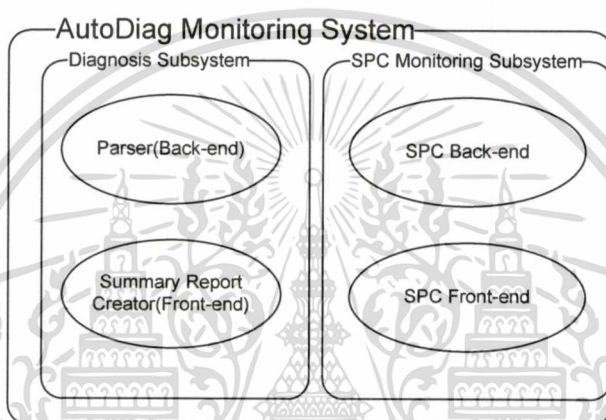 AutoDiag Monitoring System
Diagnosis Subsystem
SPC Monitoring Subsystem
Parser(Back-end)
SPC Back-end
Summary Report
Creator(Front-end)
SPC Front-end